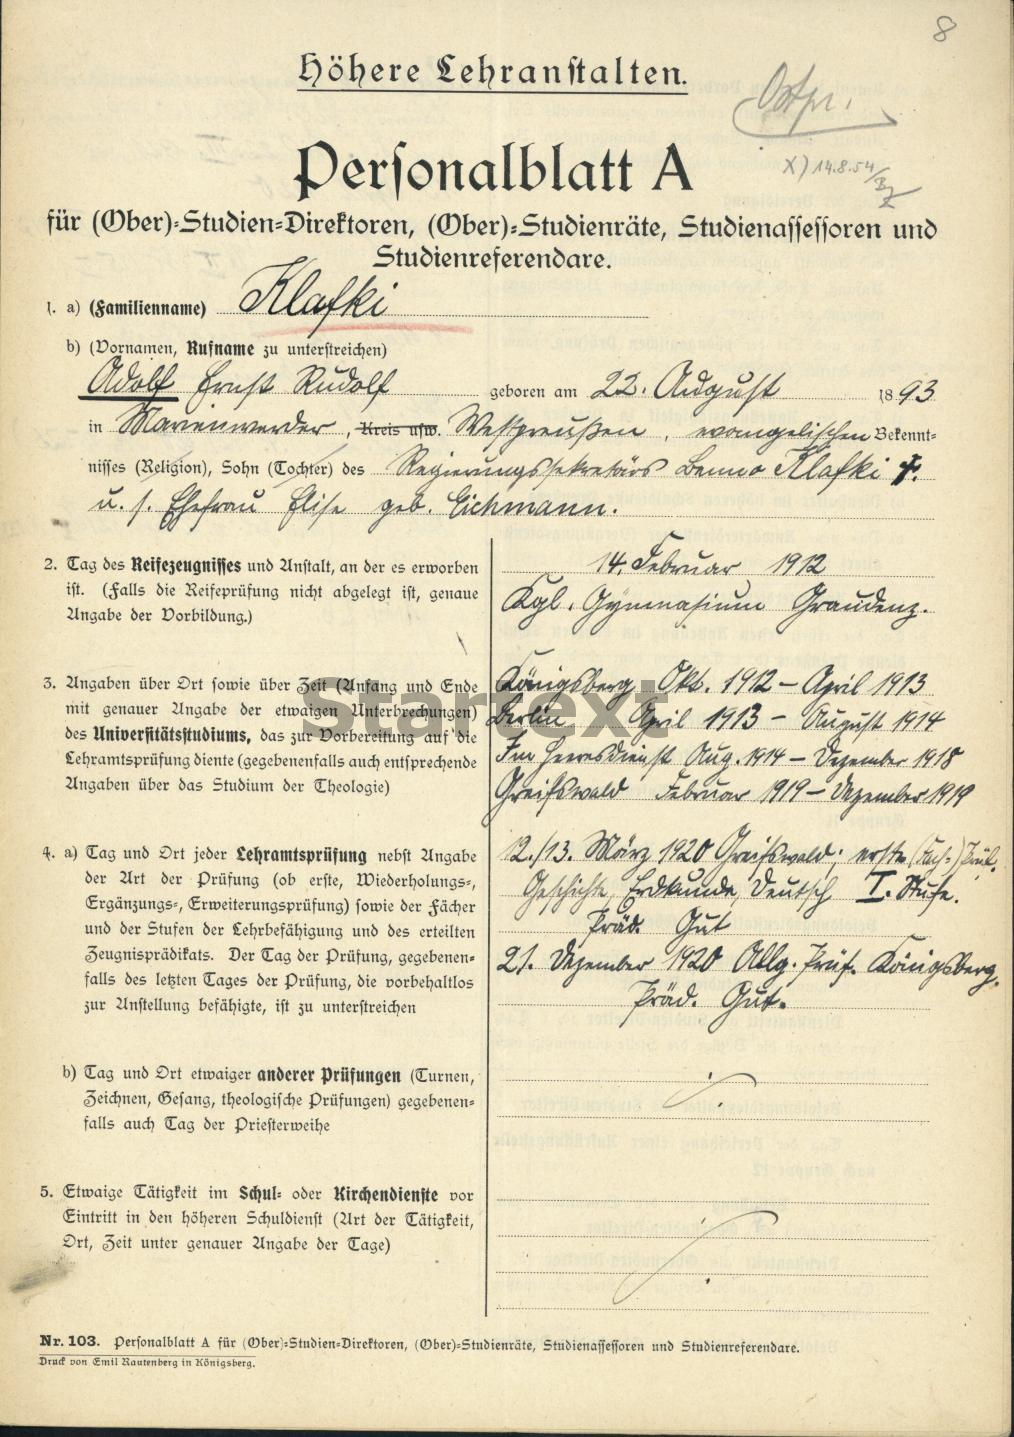 8
Höhere Lehranstalten.
Ostpr.
Personalblatt A
X) 14.8.54
für (Ober)-Studien-Direktoren, (Ober)-Studienräte, Studienassessoren und
Studienreferendare.
1. a) (Familienname) Klafki
b) (Vornamen, Rufname zu unterstreichen)
Adolf Ernst Rudolf geboren am 22. August 1893
in Marienwerder, Kreis usw. Westpreußen, evangelischen Bekennt-
nisses (Religion), Sohn (Tochter) des Regierungssekretärs Benno Klafki †.
u. s. Ehefrau Elise geb. Eichmann.
2. Tag des Reifezeugnisses und Anstalt, an der es erworben
ist. (Falls die Reifeprüfung nicht abgelegt ist, genaue
Angabe der Vorbildung.)
14. Februar 1912
Kgl. Gymnasium Graudenz.
3. Angaben über Ort sowie über Zeit (Anfang und Ende
mit genauer Angabe der etwaigen Unterbrechungen)
des Universitätsstudiums, das zur Vorbereitung auf die
Lehramtsprüfung diente (gegebenenfalls auch entsprechende
Angaben über das Studium der Theologie)
Königsberg Okt. 1912 – April 1913
Berlin April 1913 – August 1914
Im Heeresdienst Aug. 1914 – Dezember 1918
Greifswald Februar 1919 – Dezember 1919
Startext
4. a) Tag und Ort jeder Lehramtsprüfung nebst Angabe
der Art der Prüfung (ob erste, Wiederholungs-,
Ergänzungs-, Erweiterungsprüfung) sowie der Fächer
und der Stufen der Lehrbefähigung und des erteilten
Zeugnisprädikats. Der Tag der Prüfung, gegebenen-
falls des letzten Tages der Prüfung, die vorbehaltlos
zur Anstellung befähigte, ist zu unterstreichen
12./13. März 1920 Greifswald; erste (Fach-) Prüf.
Geschichte, Erdkunde, Deutsch I. Stufe.
Präd. Gut
21. Dezember 1920 Allg. Prüf. Königsberg.
Präd. Gut.
b) Tag und Ort etwaiger anderer Prüfungen (Turnen,
Zeichnen, Gesang, theologische Prüfungen) gegebenen-
falls auch Tag der Priesterweihe
5. Etwaige Tätigkeit im Schul- oder Kirchendienste vor
Eintritt in den höheren Schuldienst (Art der Tätigkeit,
Ort, Zeit unter genauer Angabe der Tage)
Nr. 103. Personalblatt A für (Ober)-Studien-Direktoren, (Ober)-Studienräte, Studienassessoren und Studienreferendare.
Druck von Emil Rautenberg in Königsberg.